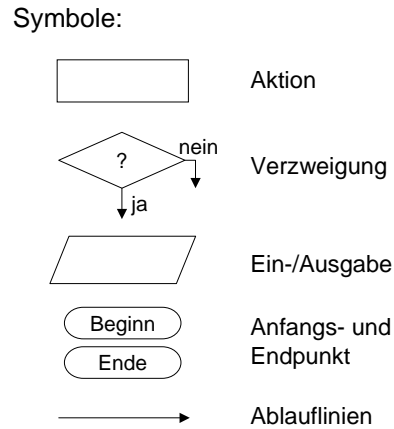 Symbole:
Aktion
?
nein
ja
Verzweigung
Ein-/Ausgabe
Beginn
Ende
Anfangs- und
Endpunkt
Ablauflinien